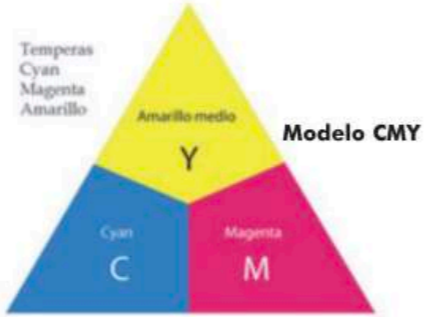 Temperas
Cyan
Magenta
Amarillo
Amarillo medio
Y
Modelo CMY
Cyan
C
Magenta
M